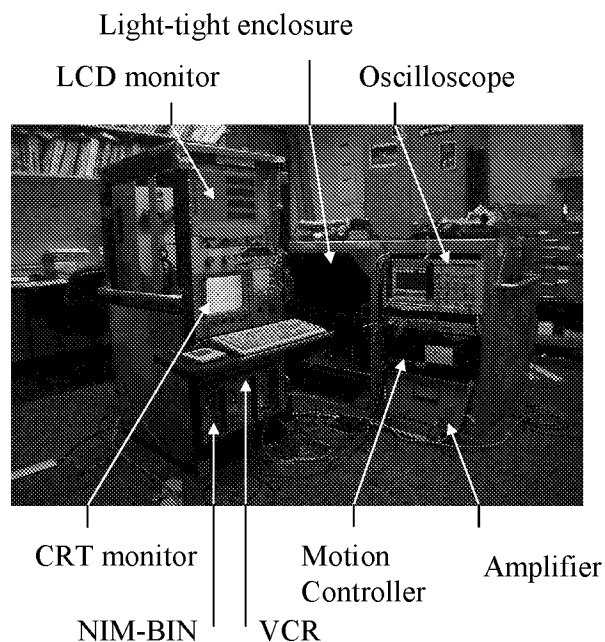 Light-tight enclosure
LCD monitor
Oscilloscope
CRT monitor
Motion
Controller
Amplifier
NIM-BIN
VCR